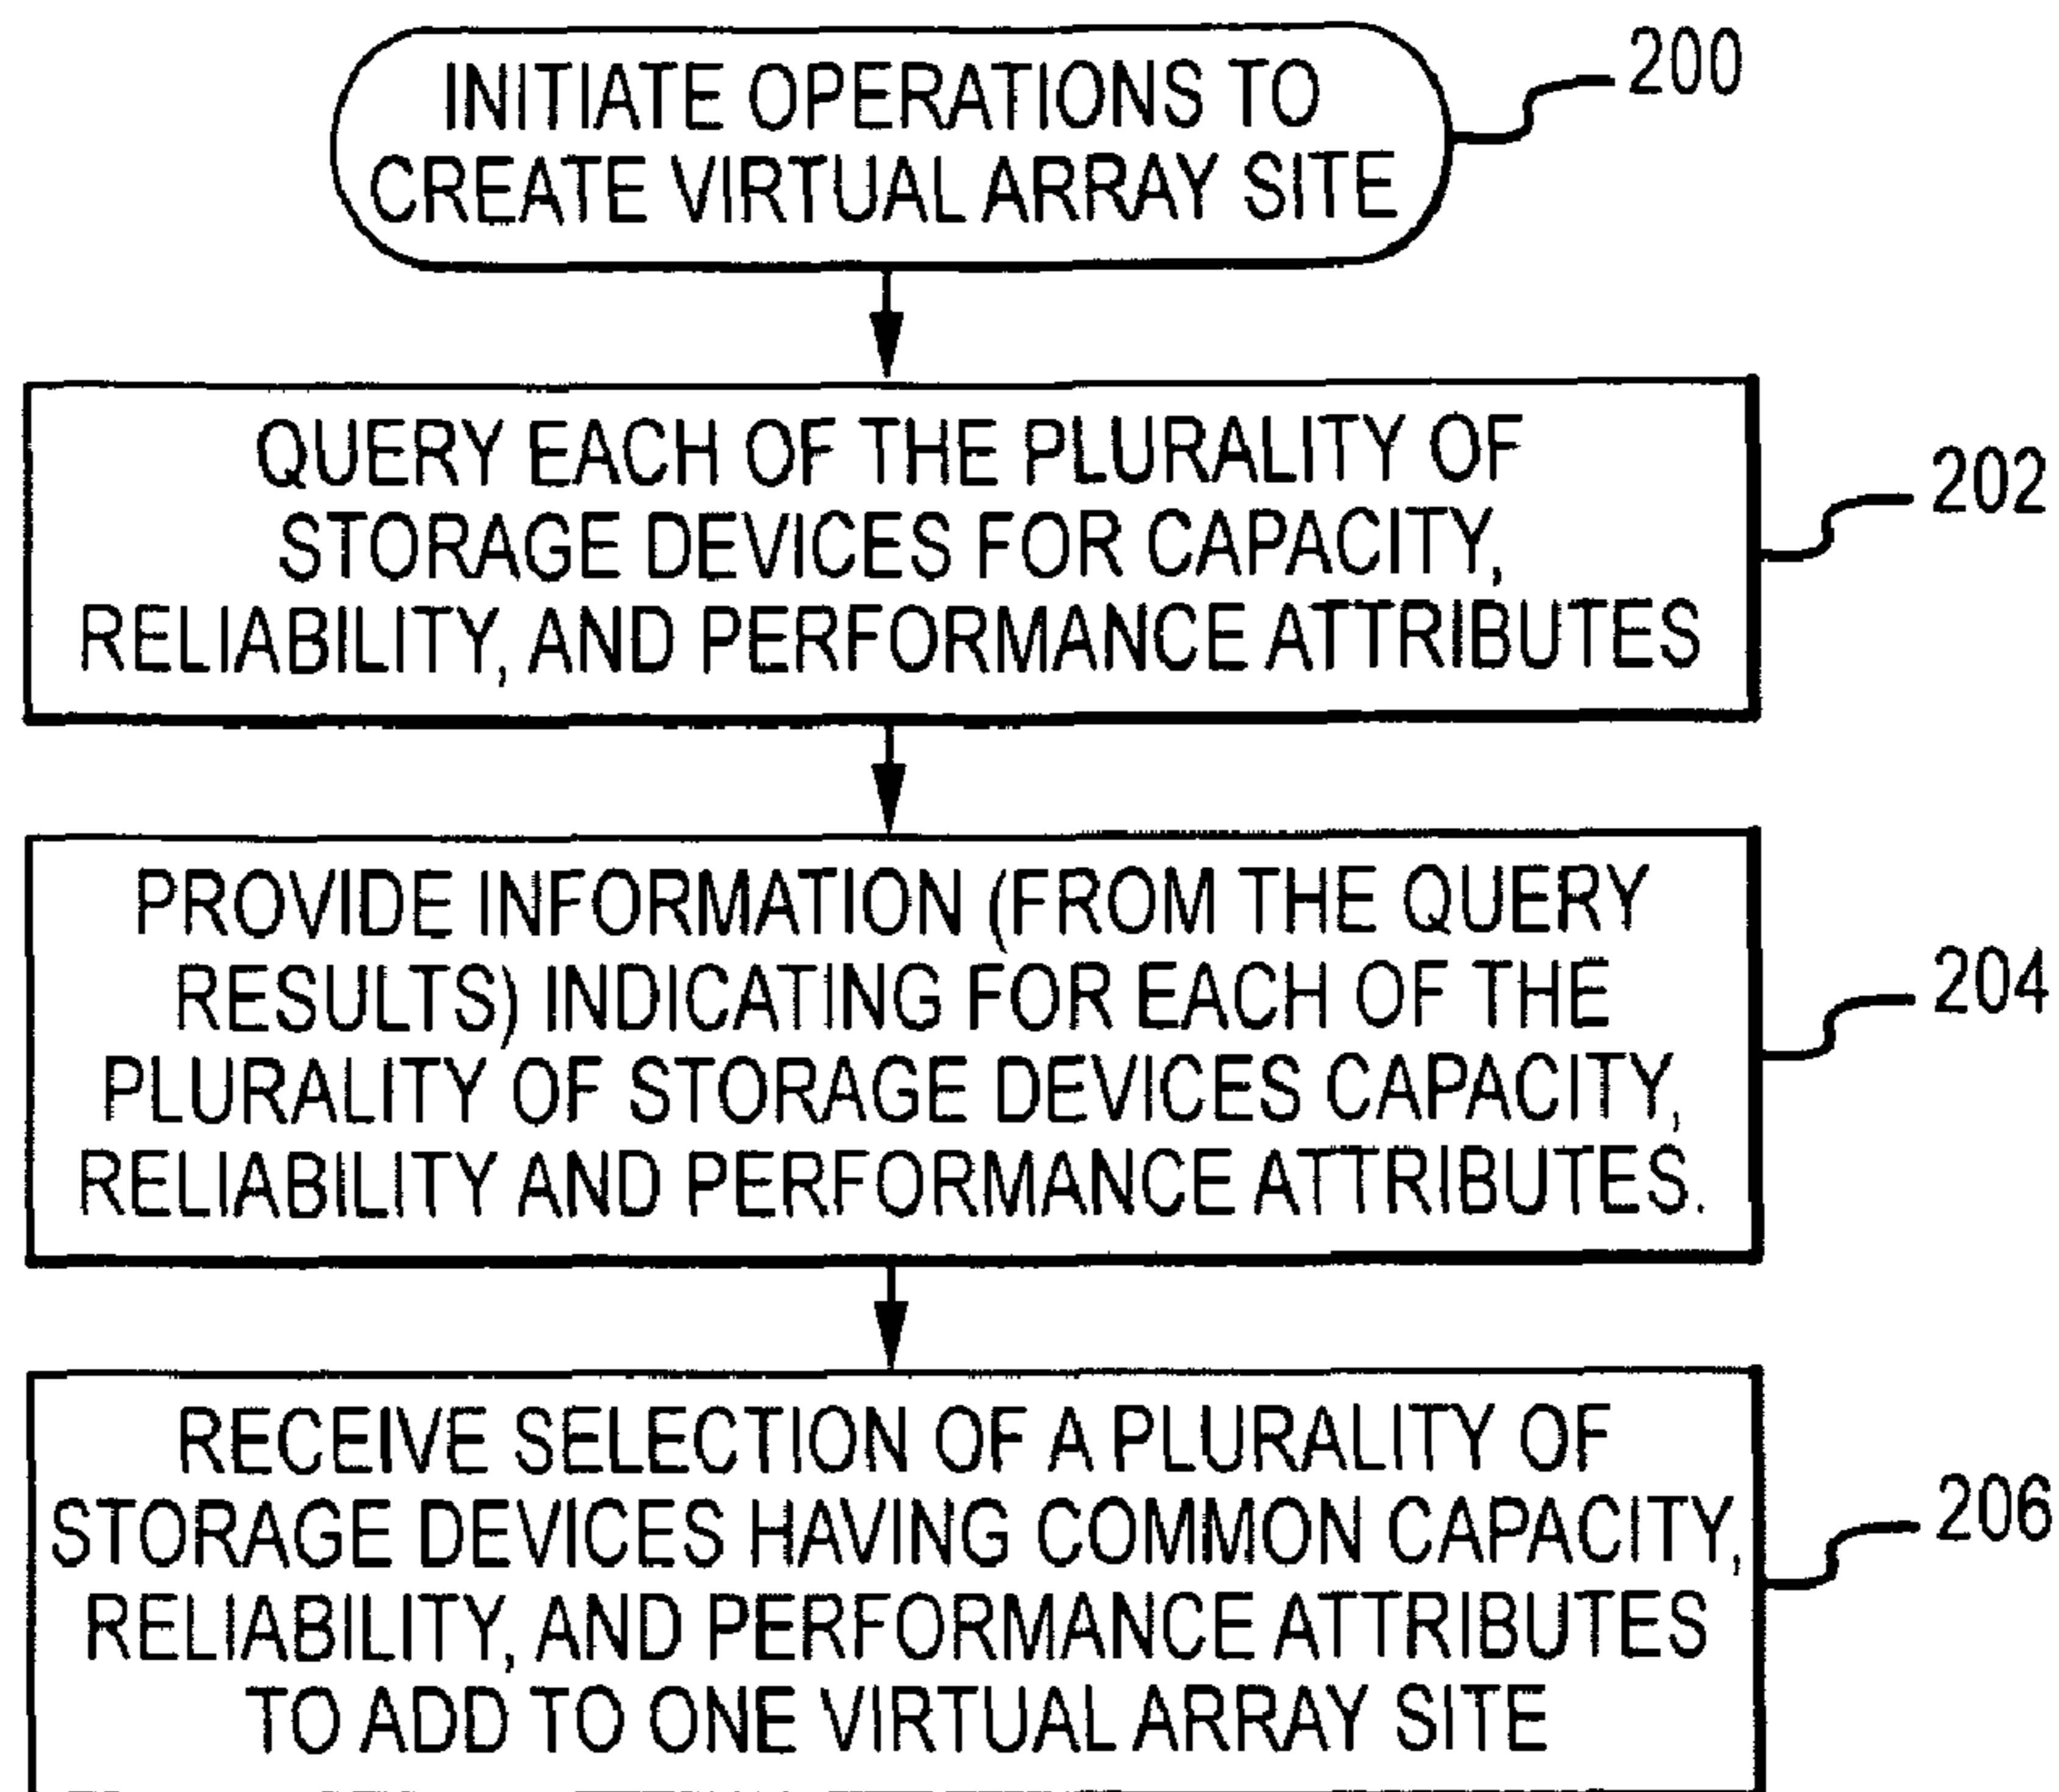 INITIATE OPERATIONS TO
CREATE VIRTUAL ARRAY SITE
200
QUERY EACH OF THE PLURALITY OF
STORAGE DEVICES FOR CAPACITY,
RELIABILITY, AND PERFORMANCE ATTRIBUTES
202
PROVIDE INFORMATION (FROM THE QUERY
RESULTS) INDICATING FOR EACH OF THE
PLURALITY OF STORAGE DEVICES CAPACITY,
RELIABILITY AND PERFORMANCE ATTRIBUTES.
204
RECEIVE SELECTION OF A PLURALITY OF
STORAGE DEVICES HAVING COMMON CAPACITY,
RELIABILITY, AND PERFORMANCE ATTRIBUTES
TO ADD TO ONE VIRTUAL ARRAY SITE
206